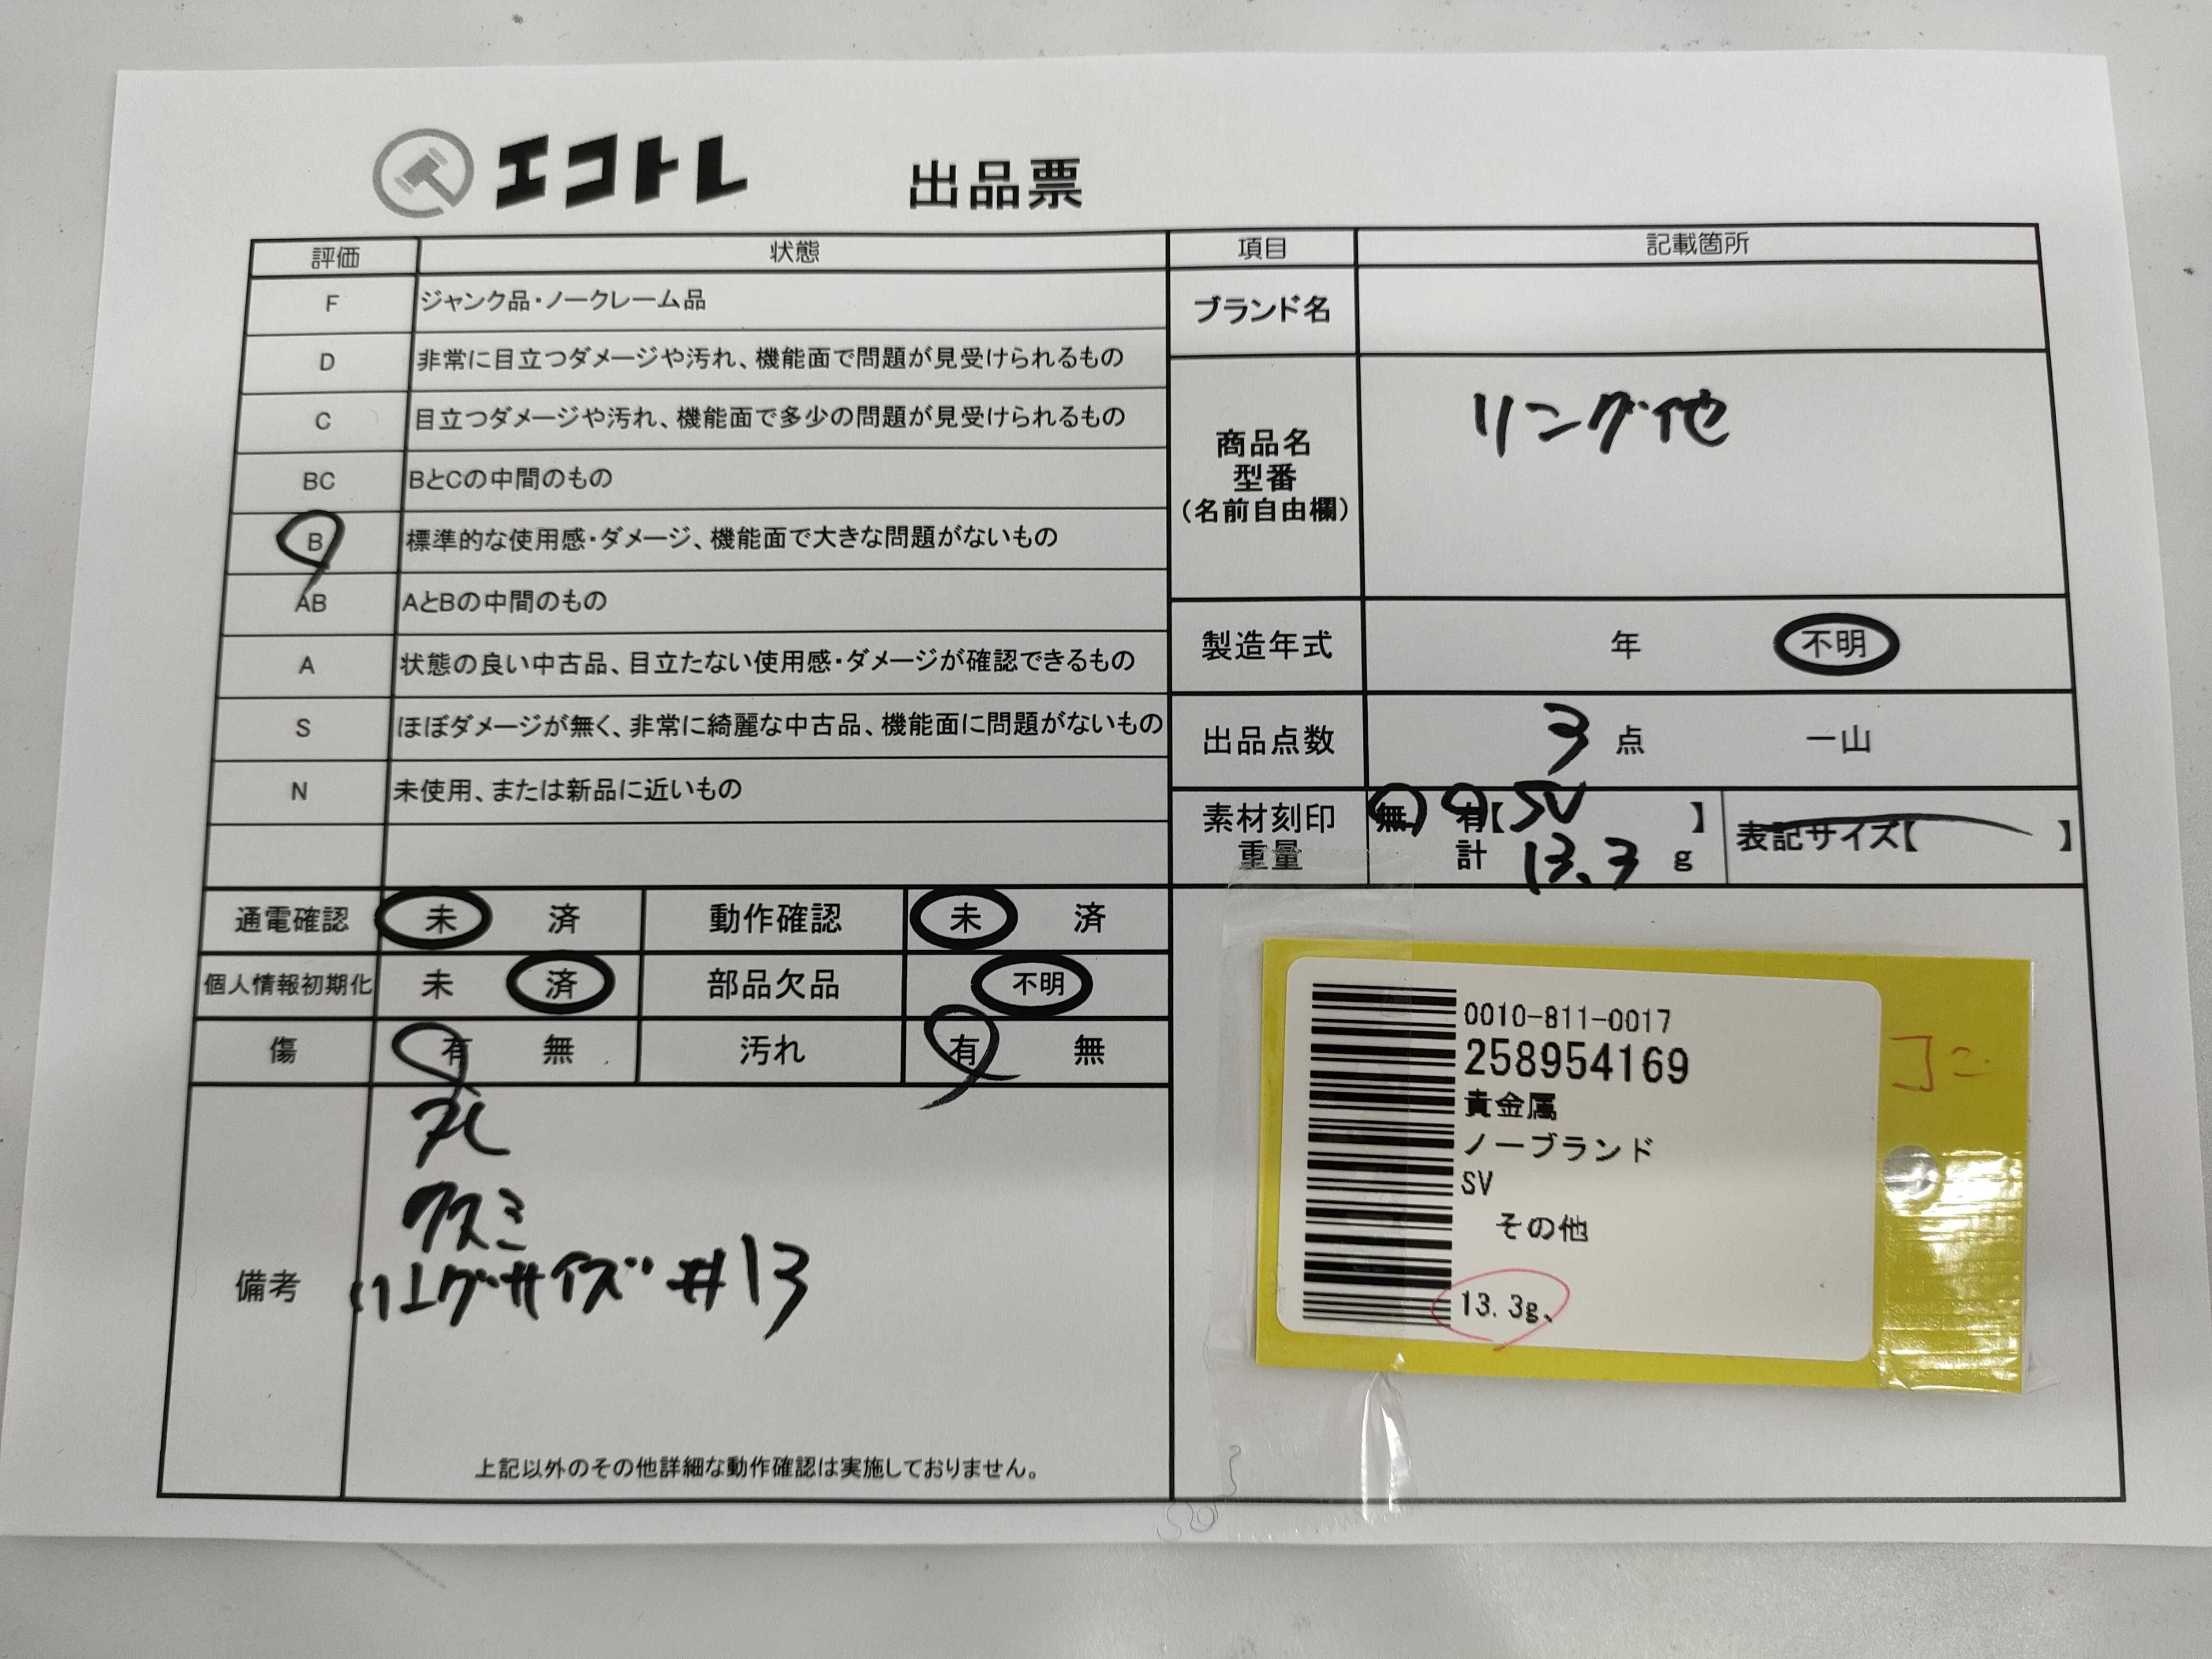 エコトレ 出品票
評価 状態
F ジャンク品・ノークレーム品
D 非常に目立つダメージや汚れ、機能面で問題が見受けられるもの
C 目立つダメージや汚れ、機能面で多少の問題が見受けられるもの
BC BとCの中間のもの
B 標準的な使用感・ダメージ、機能面で大きな問題がないもの
AB AとBの中間のもの
A 状態の良い中古品、目立たない使用感・ダメージが確認できるもの
S ほぼダメージが無く、非常に綺麗な中古品、機能面に問題がないもの
N 未使用、または新品に近いもの
通電確認 未 済 動作確認 未 済
個人情報初期化 未 済 部品欠品 不明
傷 有 無 汚れ 有 無
備考
クスミ
リングサイズ #13
上記以外のその他詳細な動作確認は実施しておりません。
項目 記載箇所
ブランド名
商品名
型番
(名前自由欄)
リング他
製造年式 年 不明
出品点数 3 点 一山
素材刻印 無 有【SV 】
重量 計 13.3 g
表記サイズ【 】
0010-811-0017
258954169
貴金属
ノーブランド
SV
その他
13.3g、